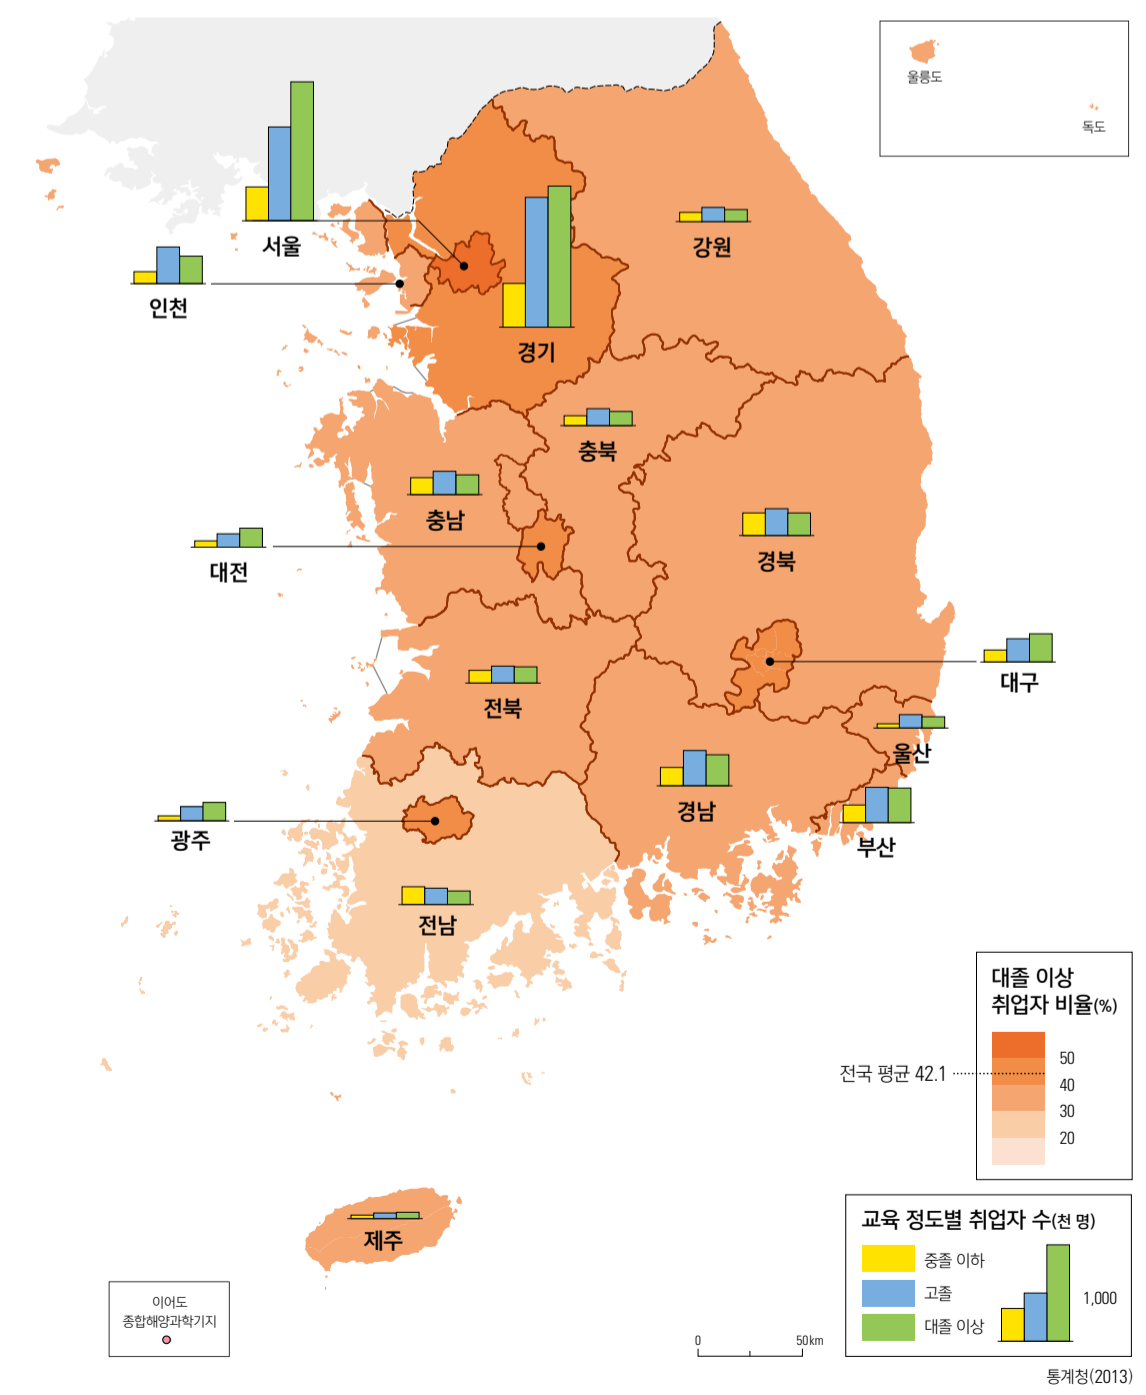 울릉도
독도
서울
강원
인천
경기
충북
충남
경북
대전
대구
전북
울산
경남
광주
부산
전남
대졸 이상
취업자 비율(%)
50
전국 평균 42.1
40
30
20
제주
교육 정도별 취업자 수(천 명)
중졸 이하
고졸
대졸 이상
1,000
이어도
종합해양과학기지
0 50km
통계청(2013)